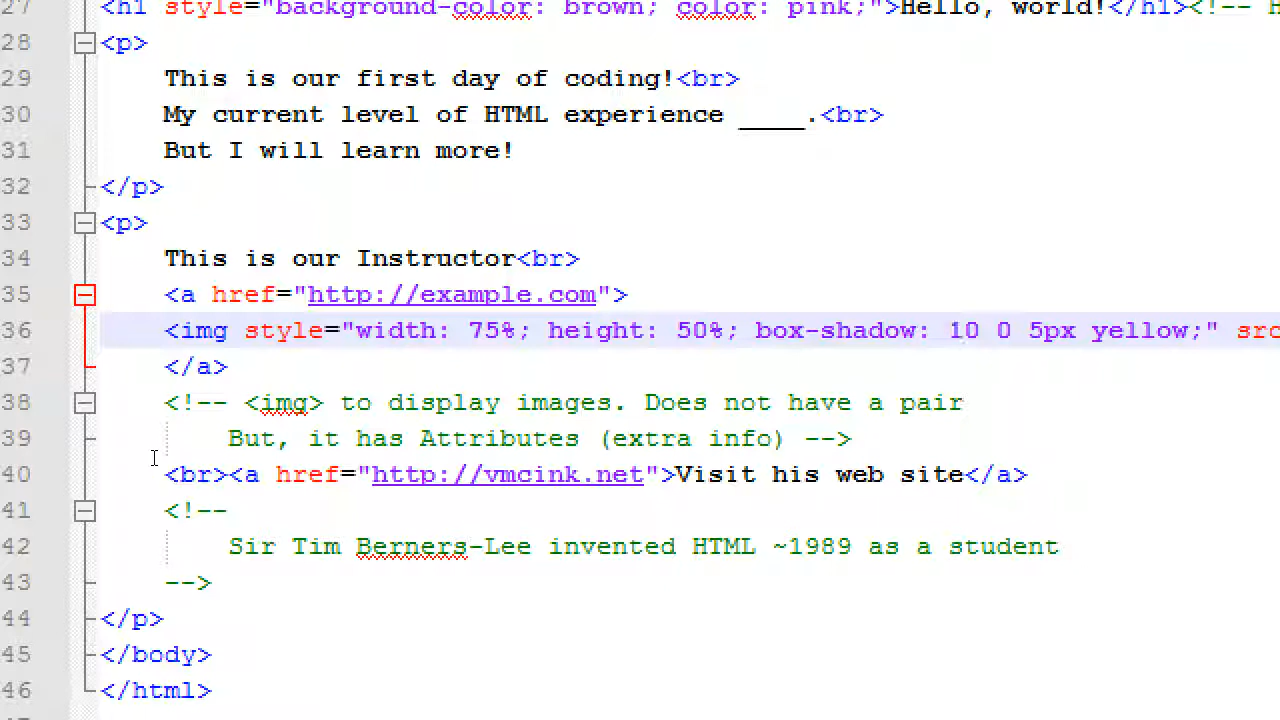 27 <h1 style="background-color: brown; color: pink;">Hello, world!</h1><!-- H
28 <p>
29 This is our first day of coding!<br>
30 My current level of HTML experience ____.<br>
31 But I will learn more!
32 </p>
33 <p>
34 This is our Instructor<br>
35 <a href="http://example.com">
36 <img style="width: 75%; height: 50%; box-shadow: 10 0 5px yellow;" src
37 </a>
38 <!-- <img> to display images. Does not have a pair
39 But, it has Attributes (extra info) -->
40 <br><a href="http://vmcink.net">Visit his web site</a>
41 <!--
42 Sir Tim Berners-Lee invented HTML ~1989 as a student
43 -->
44 </p>
45 </body>
46 </html>